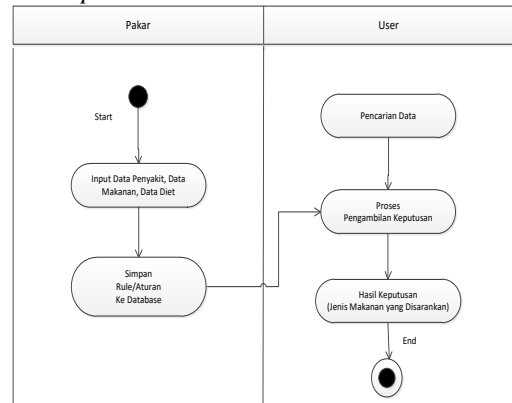 Pakar
User
Start
Input Data Penyakit, Data
Makanan, Data Diet
Simpan
Rule/Aturan
Ke Database
Pencarian Data
Proses
Pengambilan Keputusan
Hasil Keputusan
(Jenis Makanan yang Disarankan)
End